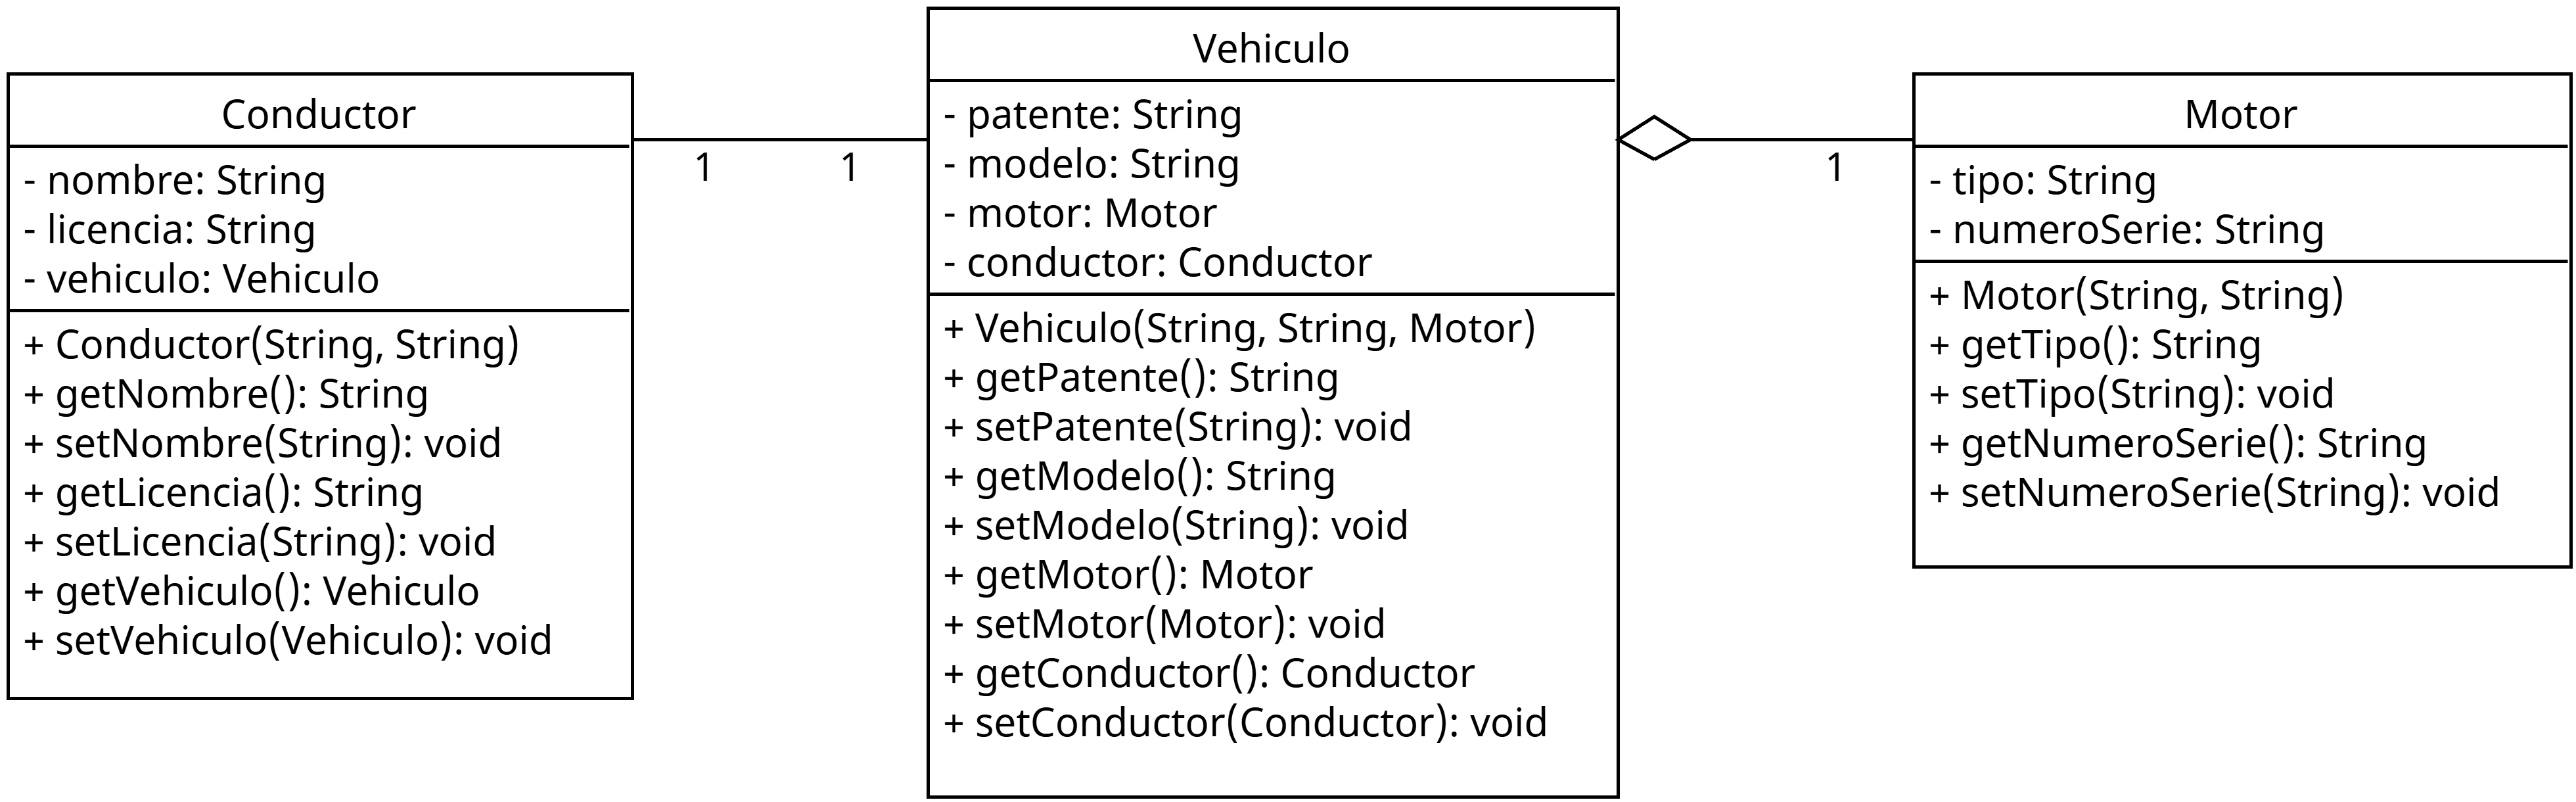 Conductor
- nombre: String
- licencia: String
- vehiculo: Vehiculo
+ Conductor(String, String)
+ getNombre(): String
+ setNombre(String): void
+ getLicencia(): String
+ setLicencia(String): void
+ getVehiculo(): Vehiculo
+ setVehiculo(Vehiculo): void
1
1
Vehiculo
- patente: String
- modelo: String
- motor: Motor
- conductor: Conductor
+ Vehiculo(String, String, Motor)
+ getPatente(): String
+ setPatente(String): void
+ getModelo(): String
+ setModelo(String): void
+ getMotor(): Motor
+ setMotor(Motor): void
+ getConductor(): Conductor
+ setConductor(Conductor): void
1
Motor
- tipo: String
- numeroSerie: String
+ Motor(String, String)
+ getTipo(): String
+ setTipo(String): void
+ getNumeroSerie(): String
+ setNumeroSerie(String): void